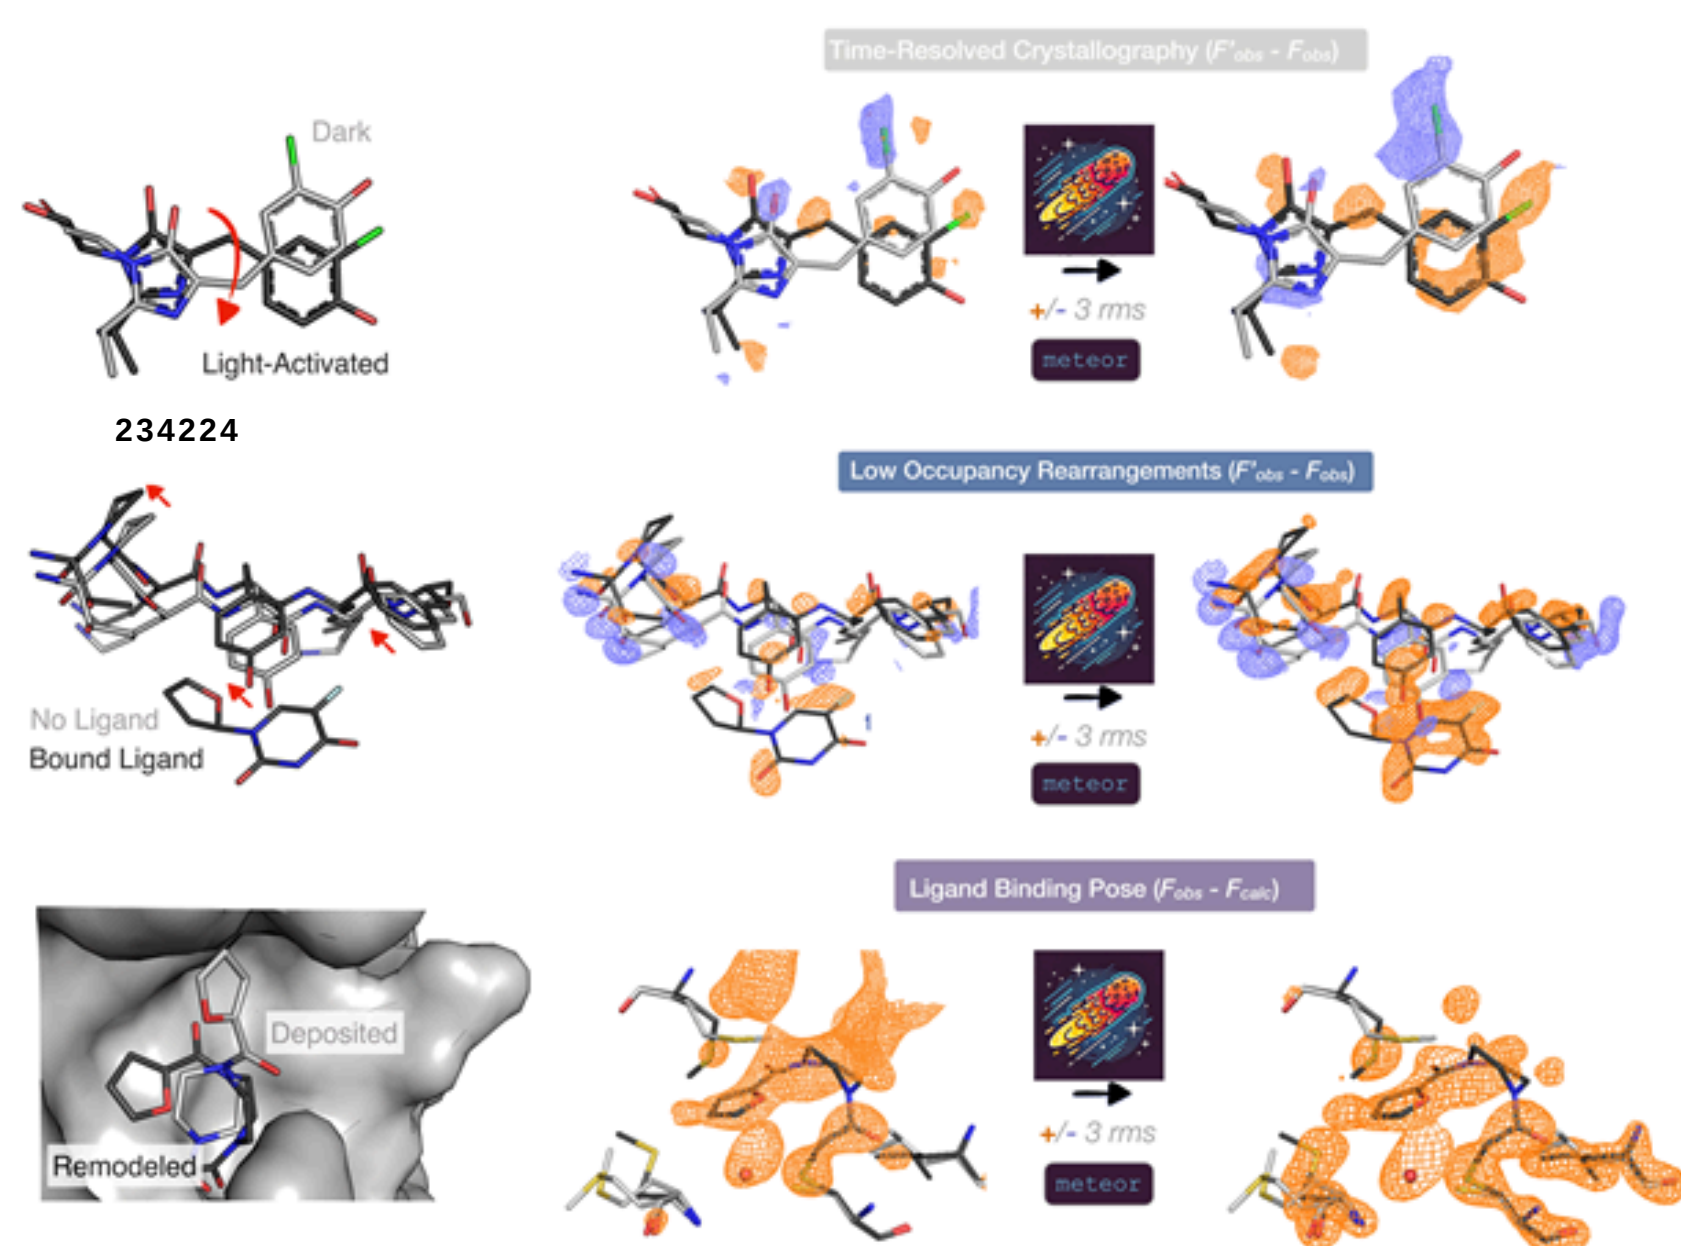 Time-Resolved Crystallography (F'obs - Fobs)
Dark
Light-Activated
+/- 3 rms
meteor
234224
Low Occupancy Rearrangements (F'obs - Fobs)
No Ligand
Bound Ligand
+/- 3 rms
meteor
Ligand Binding Pose (Fobs - Fcalc)
Deposited
Remodeled
+/- 3 rms
meteor